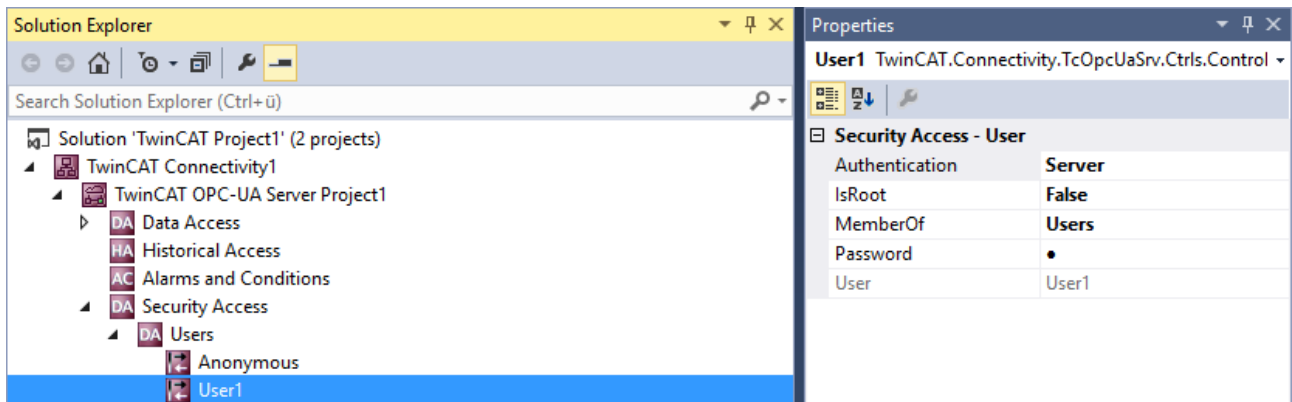 Solution Explorer
Search Solution Explorer (Ctrl+ü)
Solution 'TwinCAT Project1' (2 projects)
TwinCAT Connectivity1
TwinCAT OPC-UA Server Project1
DA Data Access
HA Historical Access
AC Alarms and Conditions
DA Security Access
DA Users
Anonymous
User1
Properties
User1 TwinCAT.Connectivity.TcOpcUaSrv.Ctrls.Control
Security Access - User
Authentication Server
IsRoot False
MemberOf Users
Password ●
User User1